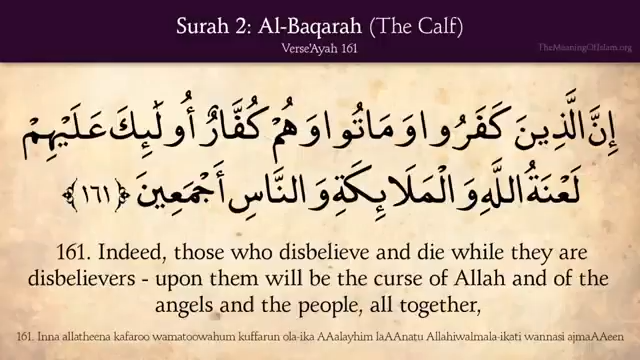 Surah 2: Al-Baqarah (The Calf)
Verse'Ayah 161
TheMeaningOfIslam.org
إِنَّ الَّذِينَ كَفَرُوا وَمَاتُوا وَهُمْ كُفَّارٌ أُولَٰئِكَ عَلَيْهِمْ
لَعْنَةُ اللَّهِ وَالْمَلَائِكَةِ وَالنَّاسِ أَجْمَعِينَ ﴿١٦١﴾
161. Indeed, those who disbelieve and die while they are
disbelievers - upon them will be the curse of Allah and of the
angels and the people, all together,
161. Inna allatheena kafaroo wamatoowahum kuffarun ola-ika AAalayhim laAAnatu Allahiwalmala-ikati wannasi ajmaAAeen